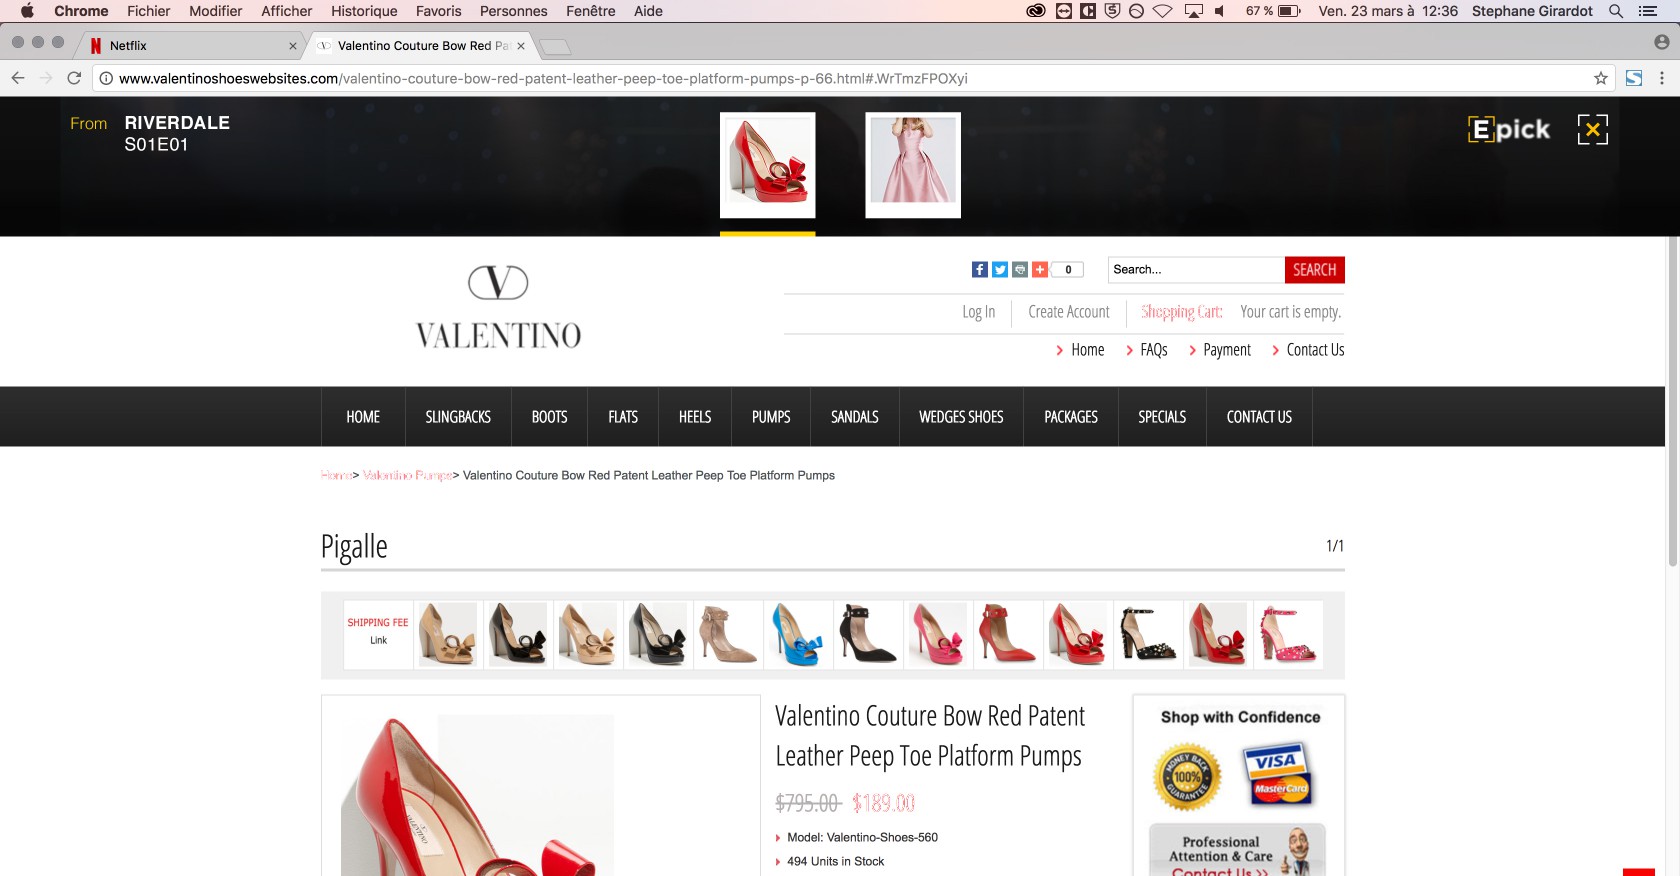 Chrome Fichier Modifier Afficher Historique Favoris Personnes Fenêtre Aide 67 % Ven. 23 mars à 12:36 Stephane Girardot
Netflix
Valentino Couture Bow Red Pat
www.valentinoshoeswebsites.com/valentino-couture-bow-red-patent-leather-peep-toe-platform-pumps-p-66.html#.WrTmzFPOXyi
From RIVERDALE
S01E01
Epick
VALENTINO
0
Search...
SEARCH
Log In Create Account Shopping Cart: Your cart is empty.
Home FAQs Payment Contact Us
HOME SLINGBACKS BOOTS FLATS HEELS PUMPS SANDALS WEDGES SHOES PACKAGES SPECIALS CONTACT US
Home> Valentino Pumps> Valentino Couture Bow Red Patent Leather Peep Toe Platform Pumps
Pigalle
1/1
SHIPPING FEE
Link
Valentino Couture Bow Red Patent
Leather Peep Toe Platform Pumps
$795.00 $189.00
Model: Valentino-Shoes-560
494 Units in Stock
VALENTINO
Shop with Confidence
MONEY BACK
100%
GUARANTEE
VISA
MasterCard
Professional
Attention & Care
Contact Us >>